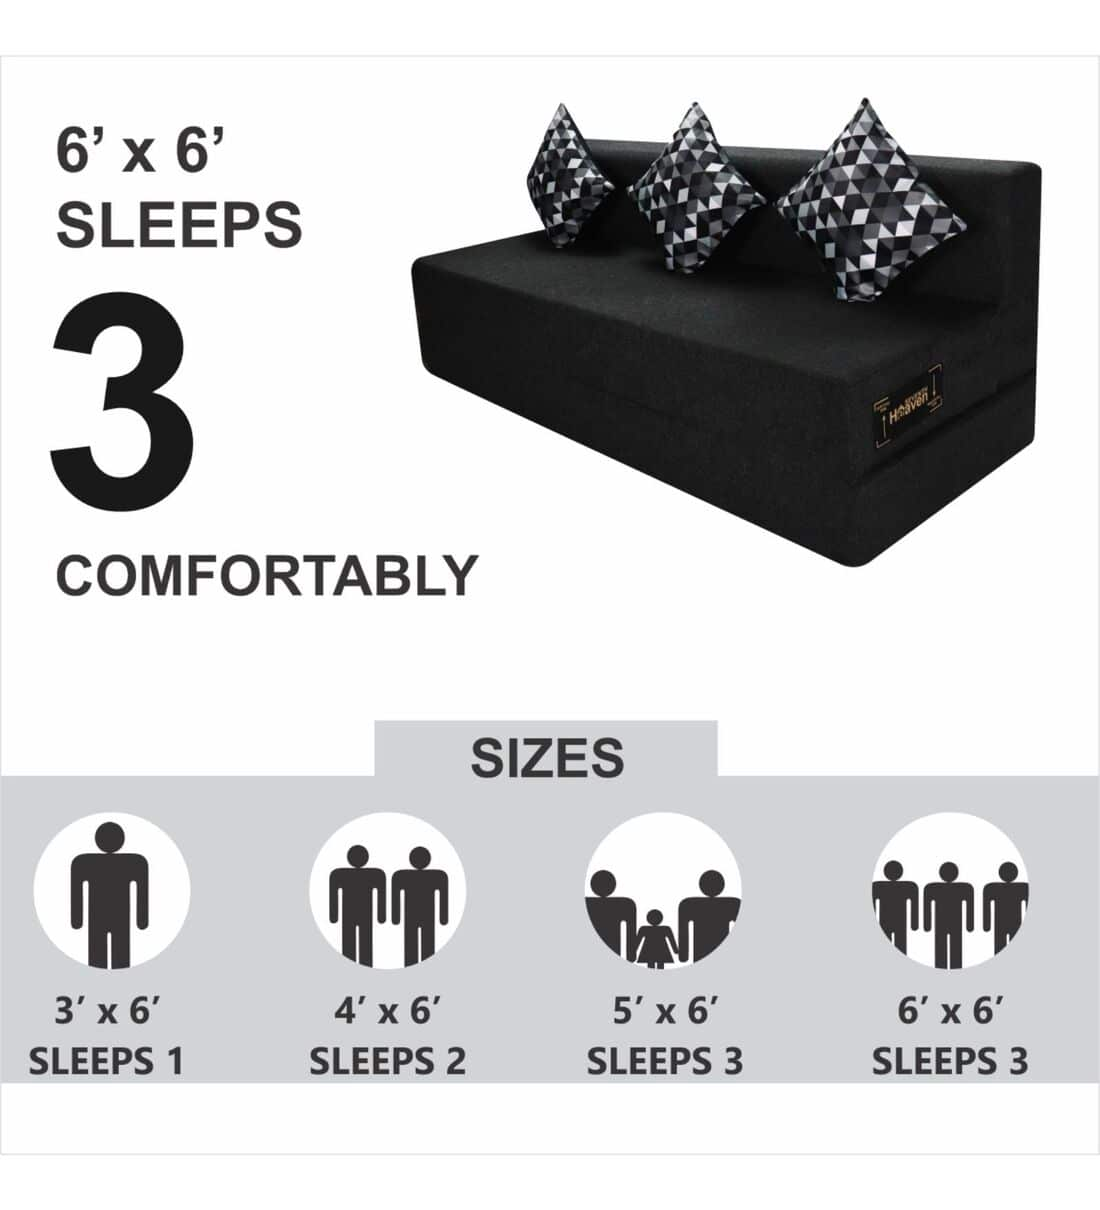 6’ x 6’
SLEEPS
3
COMFORTABLY
Haaven
SIZES
3’ x 6’
SLEEPS 1
4’ x 6’
SLEEPS 2
5’ x 6’
SLEEPS 3
6’ x 6’
SLEEPS 3